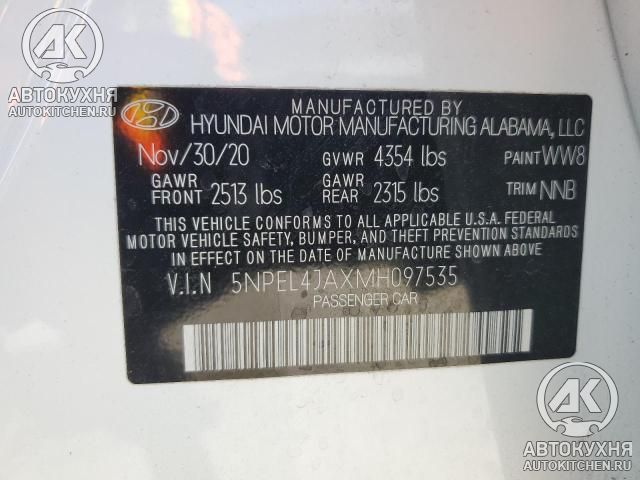 АВТОКУХНЯ
AUTOKITCHEN.RU
MANUFACTURED BY
HYUNDAI MOTOR MANUFACTURING ALABAMA, LLC
Nov/30/20 GVWR 4354 lbs PAINT WW8
GAWR FRONT 2513 lbs GAWR REAR 2315 lbs TRIM NNB
THIS VEHICLE CONFORMS TO ALL APPLICABLE U.S.A. FEDERAL
MOTOR VEHICLE SAFETY, BUMPER, AND THEFT PREVENTION
STANDARDS IN EFFECT ON THE DATE OF MANUFACTURE SHOWN ABOVE.
V.I.N 5NPEL4JAXMH097535
PASSENGER CAR
AK
АВТОКУХНЯ
AUTOKITCHEN.RU